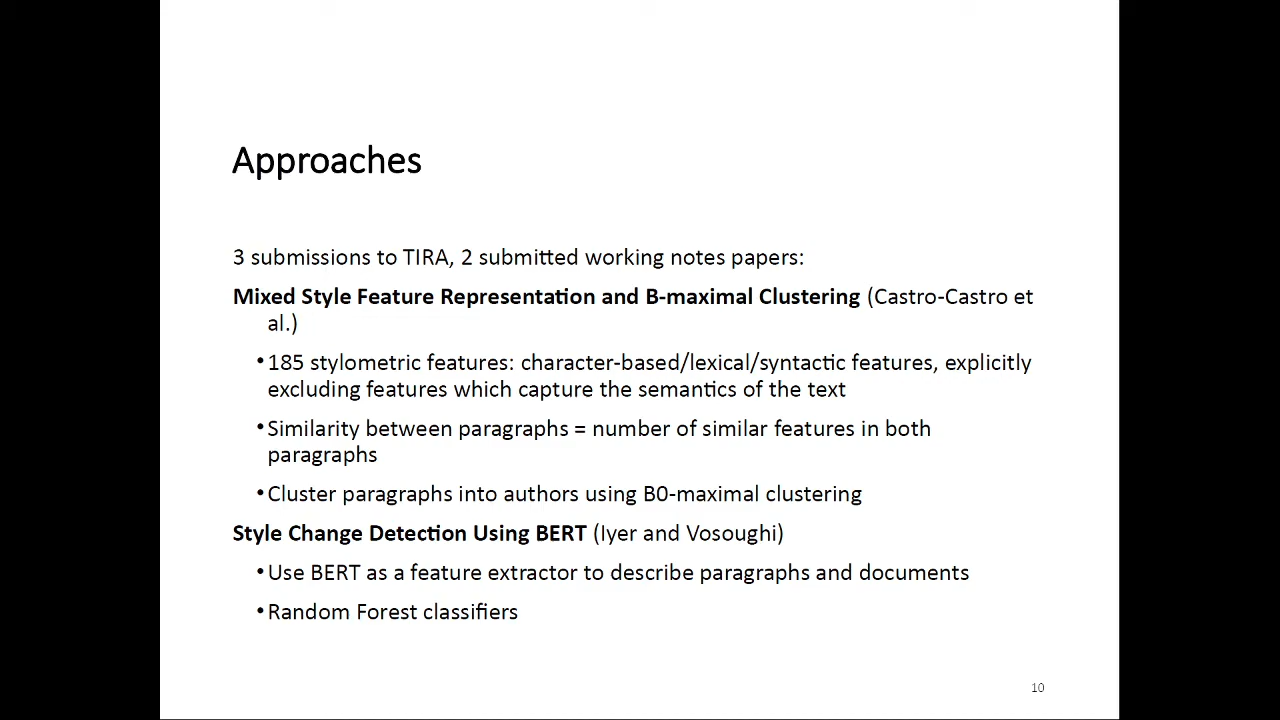 Approaches
3 submissions to TIRA, 2 submitted working notes papers:
Mixed Style Feature Representation and B-maximal Clustering (Castro-Castro et
al.)
•185 stylometric features: character-based/lexical/syntactic features, explicitly
excluding features which capture the semantics of the text
•Similarity between paragraphs = number of similar features in both
paragraphs
•Cluster paragraphs into authors using B0-maximal clustering
Style Change Detection Using BERT (Iyer and Vosoughi)
•Use BERT as a feature extractor to describe paragraphs and documents
•Random Forest classifiers
10